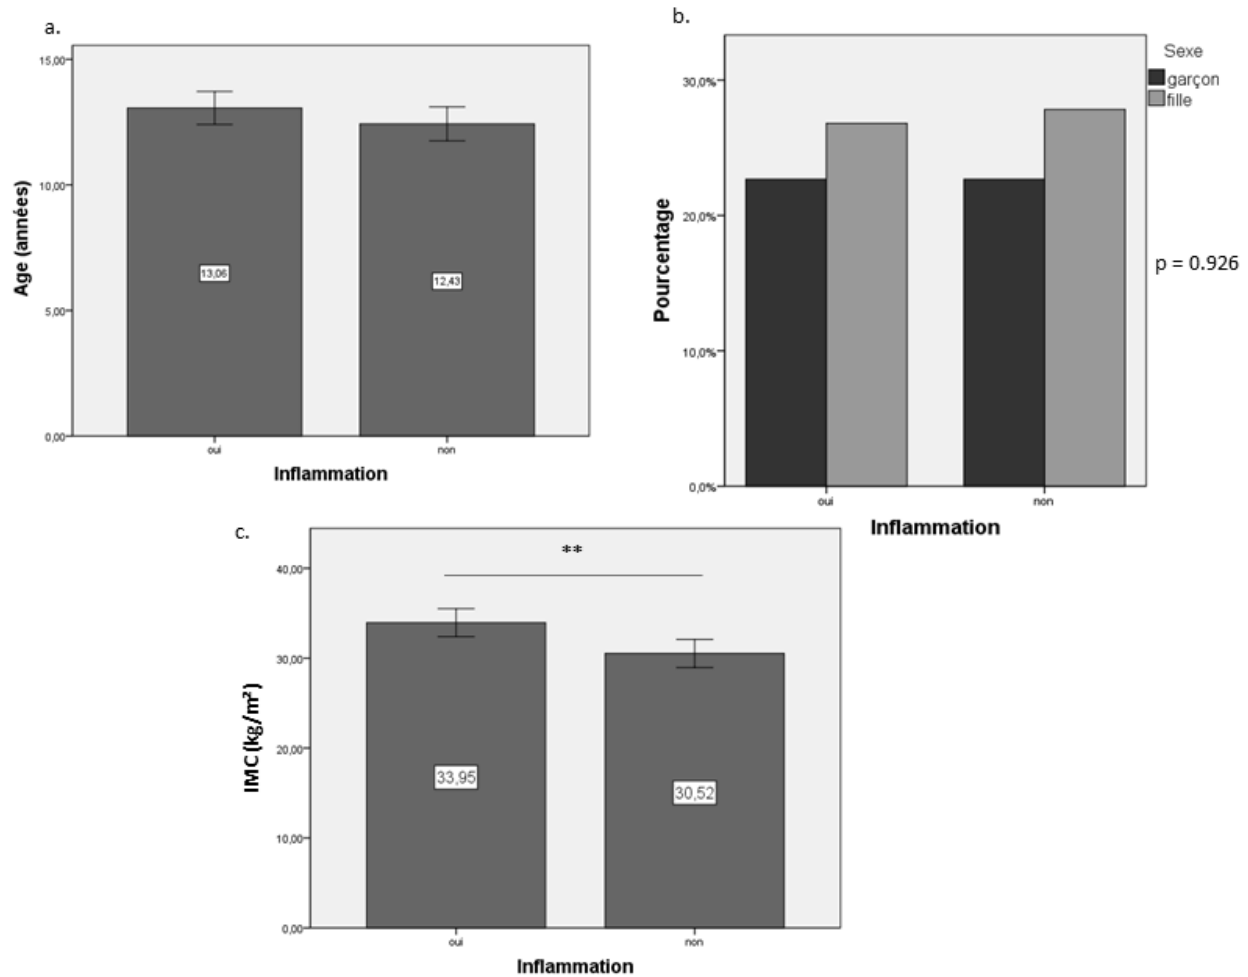 a.
15,00
10,00
5,00
0,00
Age (années)
13,06
12,43
oui
non
Inflammation
b.
30,0%
20,0%
10,0%
0,0%
Pourcentage
oui
non
Inflammation
Sexe
garçon
fille
p = 0.926
c.
**
40,00
30,00
20,00
10,00
0,00
IMC (kg/m²)
33,95
30,52
oui
non
Inflammation